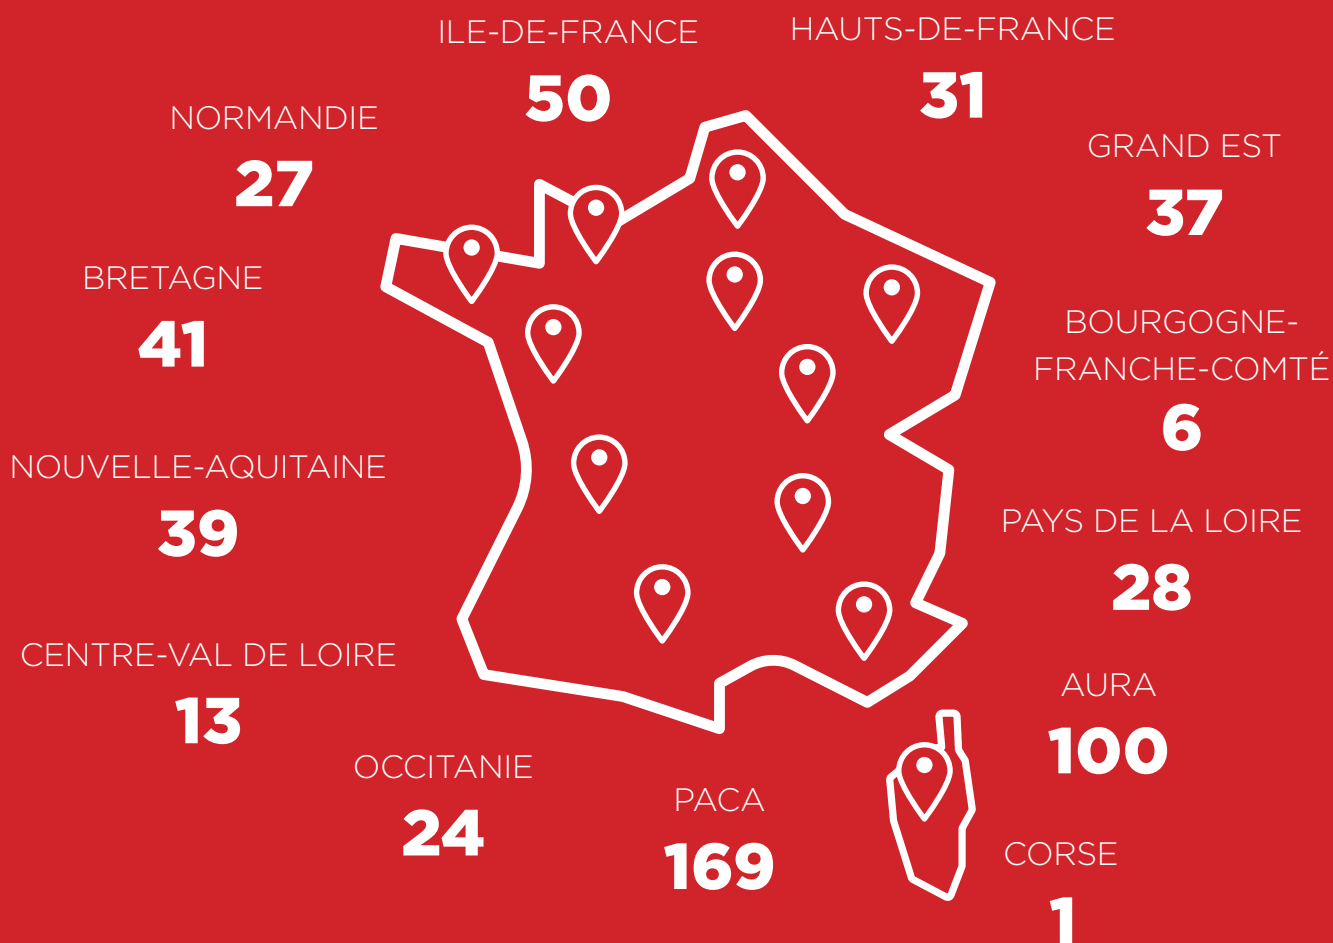 ILE-DE-FRANCE
50
HAUTS-DE-FRANCE
31
NORMANDIE
27
GRAND EST
37
BRETAGNE
41
BOURGOGNE-
FRANCHE-COMTÉ
6
NOUVELLE-AQUITAINE
39
PAYS DE LA LOIRE
28
CENTRE-VAL DE LOIRE
13
AURA
100
OCCITANIE
24
PACA
169
CORSE
1